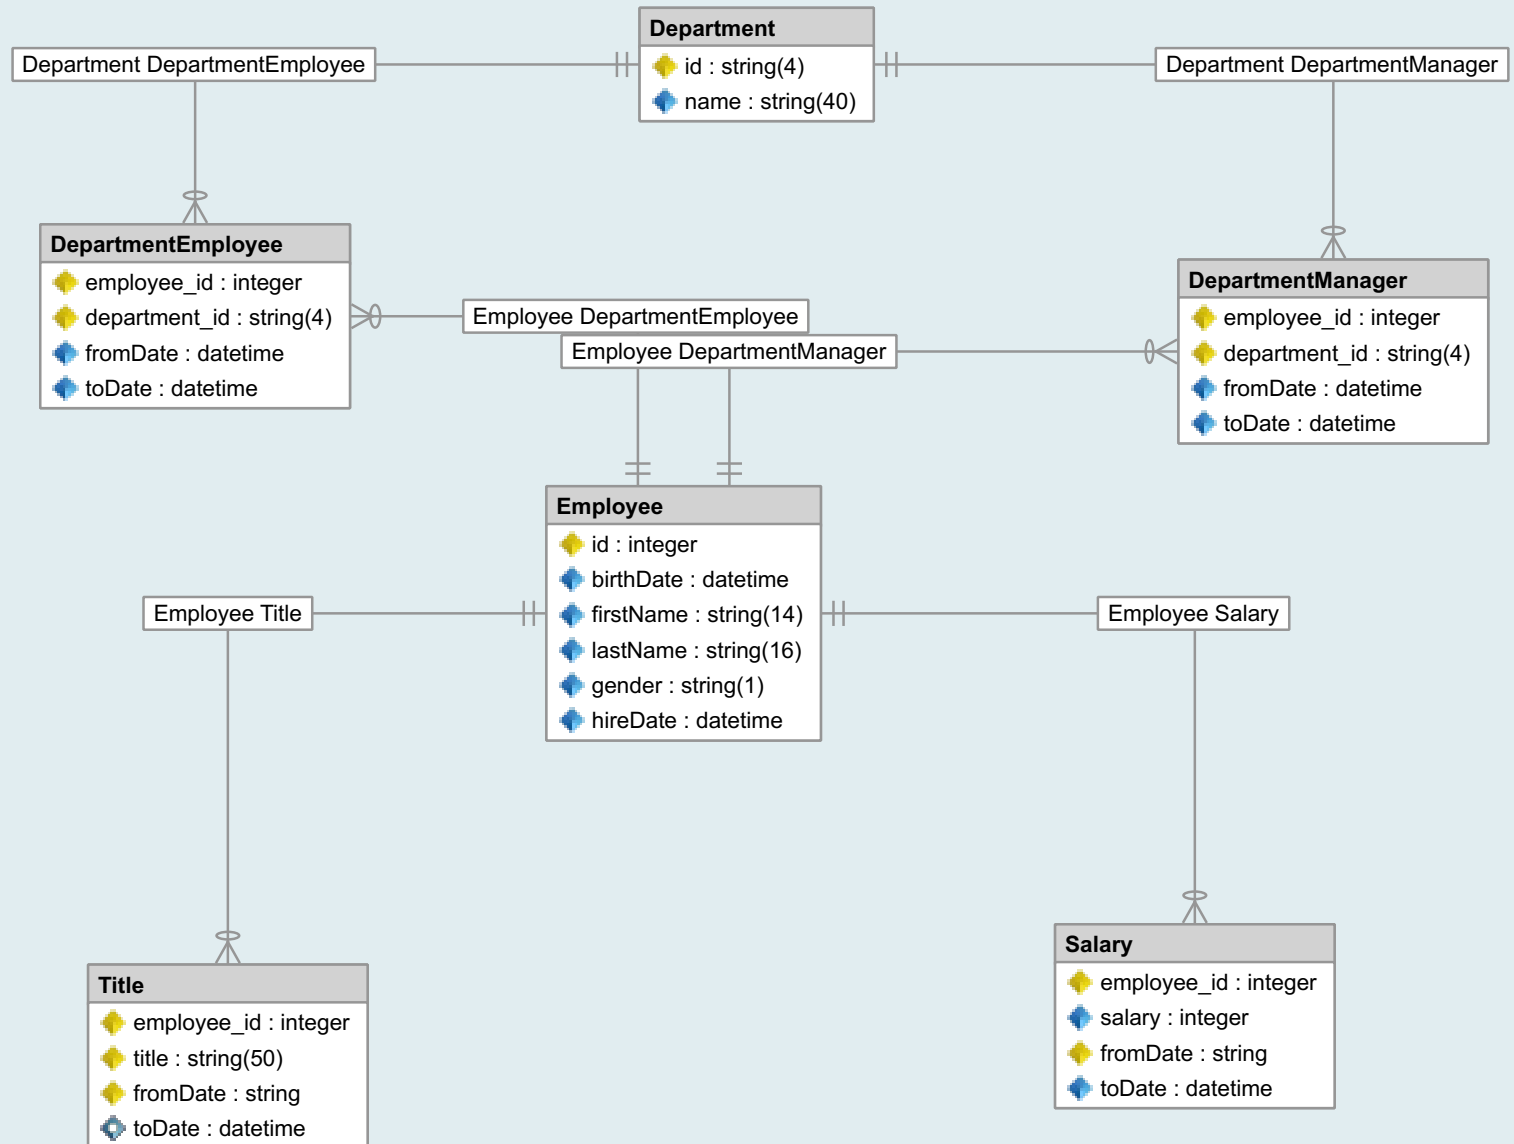 Department
id : string(4)
name : string(40)
Department DepartmentEmployee
Department DepartmentManager
DepartmentEmployee
employee_id : integer
department_id : string(4)
fromDate : datetime
toDate : datetime
DepartmentManager
employee_id : integer
department_id : string(4)
fromDate : datetime
toDate : datetime
Employee DepartmentEmployee
Employee DepartmentManager
Employee
id : integer
birthDate : datetime
firstName : string(14)
lastName : string(16)
gender : string(1)
hireDate : datetime
Employee Title
Employee Salary
Title
employee_id : integer
title : string(50)
fromDate : string
toDate : datetime
Salary
employee_id : integer
salary : integer
fromDate : string
toDate : datetime